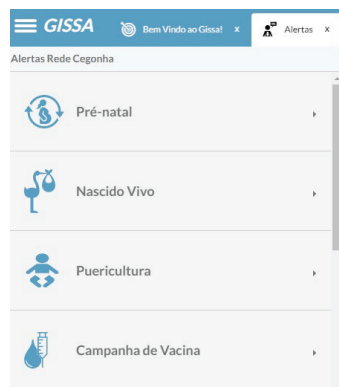 GISSA Bem Vindo ao Gissa! x Alertas x
Alertas Rede Cegonha
Pré-natal
Nascido Vivo
Puericultura
Campanha de Vacina